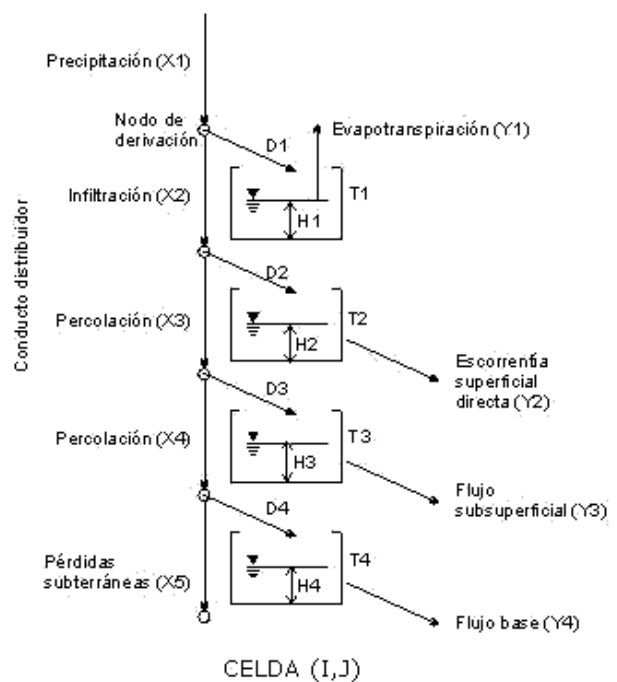 Precipitación (X1)
Nodo de
derivación
D1
Evapotranspiración (Y1)
Infiltración (X2)
H1
T1
Conducto distribuidor
D2
Percolación (X3)
H2
T2
Escorrentía
superficial
directa (Y2)
D3
Percolación (X4)
H3
T3
Flujo
subsuperficial (Y3)
D4
Pérdidas
subterráneas (X5)
H4
T4
Flujo base (Y4)
CELDA (I,J)